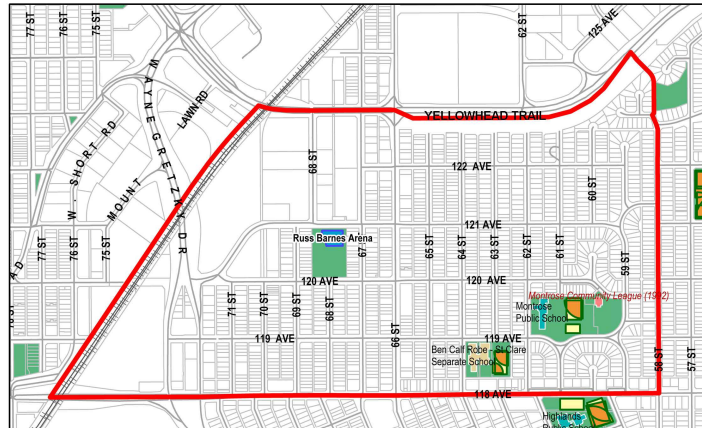 77 ST
76 ST
75 ST
62 ST
125 AVE
WAYNE GRETZKY DR
LAWN RD
YELLOWHEAD TRAIL
W. SHORT RD
MOUNT
68 ST
122 AVE
60 ST
121 AVE
77 ST
76 ST
75 ST
Russ Barnes Arena
67
65 ST
64 ST
63 ST
62 ST
61 ST
59 ST
AD
120 AVE
120 AVE
Montrose Community League (1992)
71 ST
70 ST
69 ST
68 ST
Montrose
Public School
119 AVE
66 ST
119 AVE
Ben Calf Robe - St Clare
Separate School
58 ST
57 ST
118 AVE
Highlands